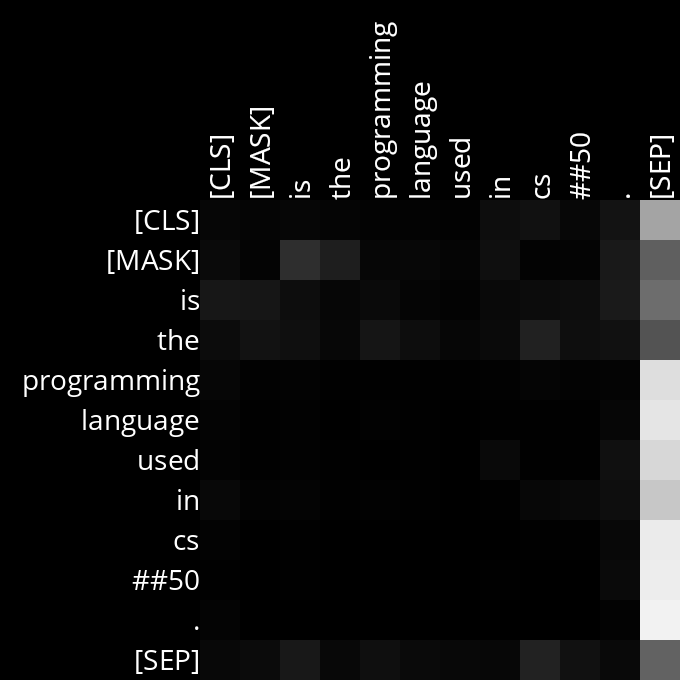 [CLS]
[MASK]
is
the
programming
language
used
in
cs
##50
.
[SEP]
[CLS]
[MASK]
is
the
programming
language
used
in
cs
##50
.
[SEP]